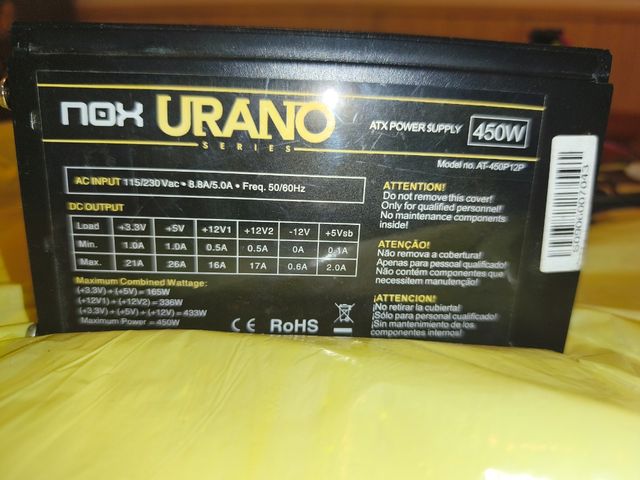 nox URANO
SERIES
ATX POWER SUPPLY 450W
Model no. AT-450P12P
AC INPUT 115/230Vac • 8.8A/5.0A • Freq. 50/60Hz
DC OUTPUT
Load +3.3V +5V +12V1 +12V2 -12V +5Vsb
Min. 1.0A 1.0A 0.5A 0.5A 0A 0.1A
Max. 21A 26A 16A 17A 0.6A 2.0A
Maximum Combined Wattage:
(+3.3V) + (+5V) = 165W
(+12V1) + (+12V2) = 336W
(+3.3V) + (+5V) + (+12V) = 433W
Maximum Power = 450W
CE RoHS
ATTENTION!
Do not remove this cover!
Only for qualified personnel!
No maintenance components
inside!
ATENÇÃO!
Não remova a cobertura!
Apenas para pessoal qualificado!
Não contém componentes que
necessitem manutenção!
¡ATTENCION!
No retirar la cubierta!
Sólo para personal cualificado!
Sin mantenimiento de los
componentes internos!